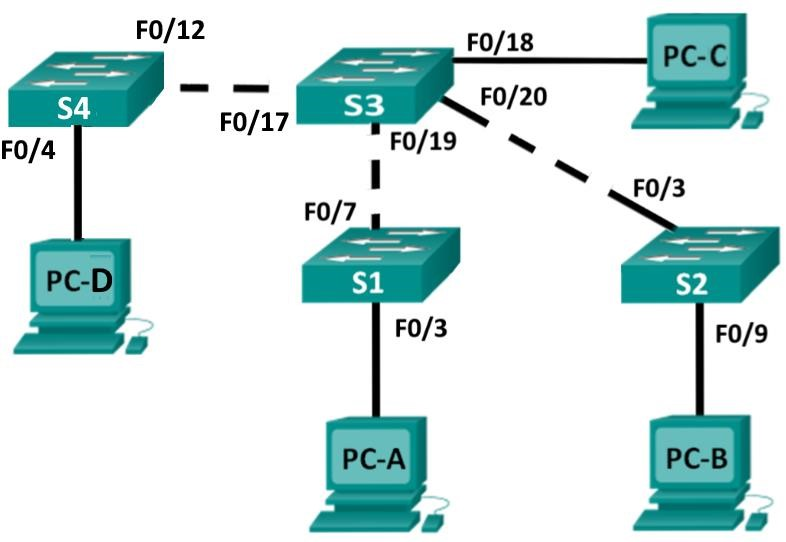 F0/12
F0/18
PC-C
S4
S3
F0/20
F0/17
F0/19
F0/4
F0/3
F0/7
PC-D
S1
S2
F0/3
F0/9
PC-A
PC-B